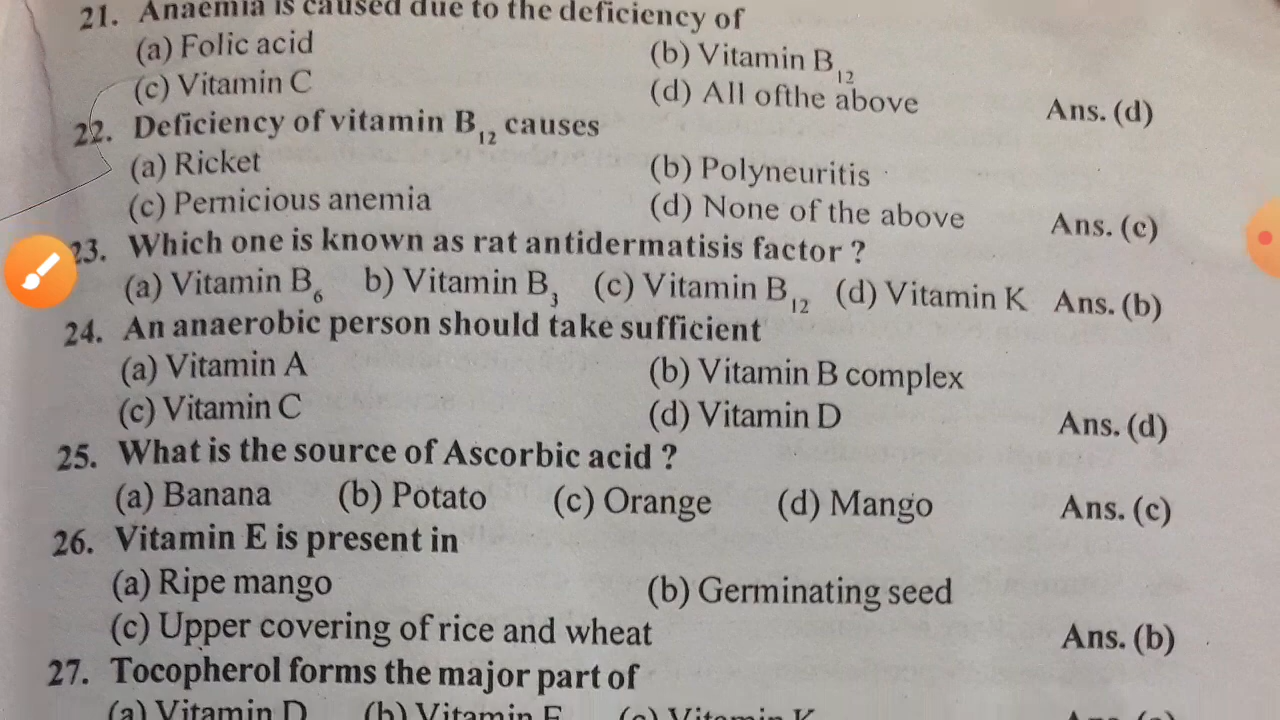 21. Anaemia is caused due to the deficiency of
(a) Folic acid (b) Vitamin B12
(c) Vitamin C (d) All ofthe above Ans. (d)
22. Deficiency of vitamin B12 causes
(a) Ricket (b) Polyneuritis
(c) Pernicious anemia (d) None of the above Ans. (c)
23. Which one is known as rat antidermatisis factor ?
(a) Vitamin B6 b) Vitamin B3 (c) Vitamin B12 (d) Vitamin K Ans. (b)
24. An anaerobic person should take sufficient
(a) Vitamin A (b) Vitamin B complex
(c) Vitamin C (d) Vitamin D Ans. (d)
25. What is the source of Ascorbic acid ?
(a) Banana (b) Potato (c) Orange (d) Mango Ans. (c)
26. Vitamin E is present in
(a) Ripe mango (b) Germinating seed
(c) Upper covering of rice and wheat Ans. (b)
27. Tocopherol forms the major part of
(a) Vitamin D (b) Vitamin E (c) Vitamin K